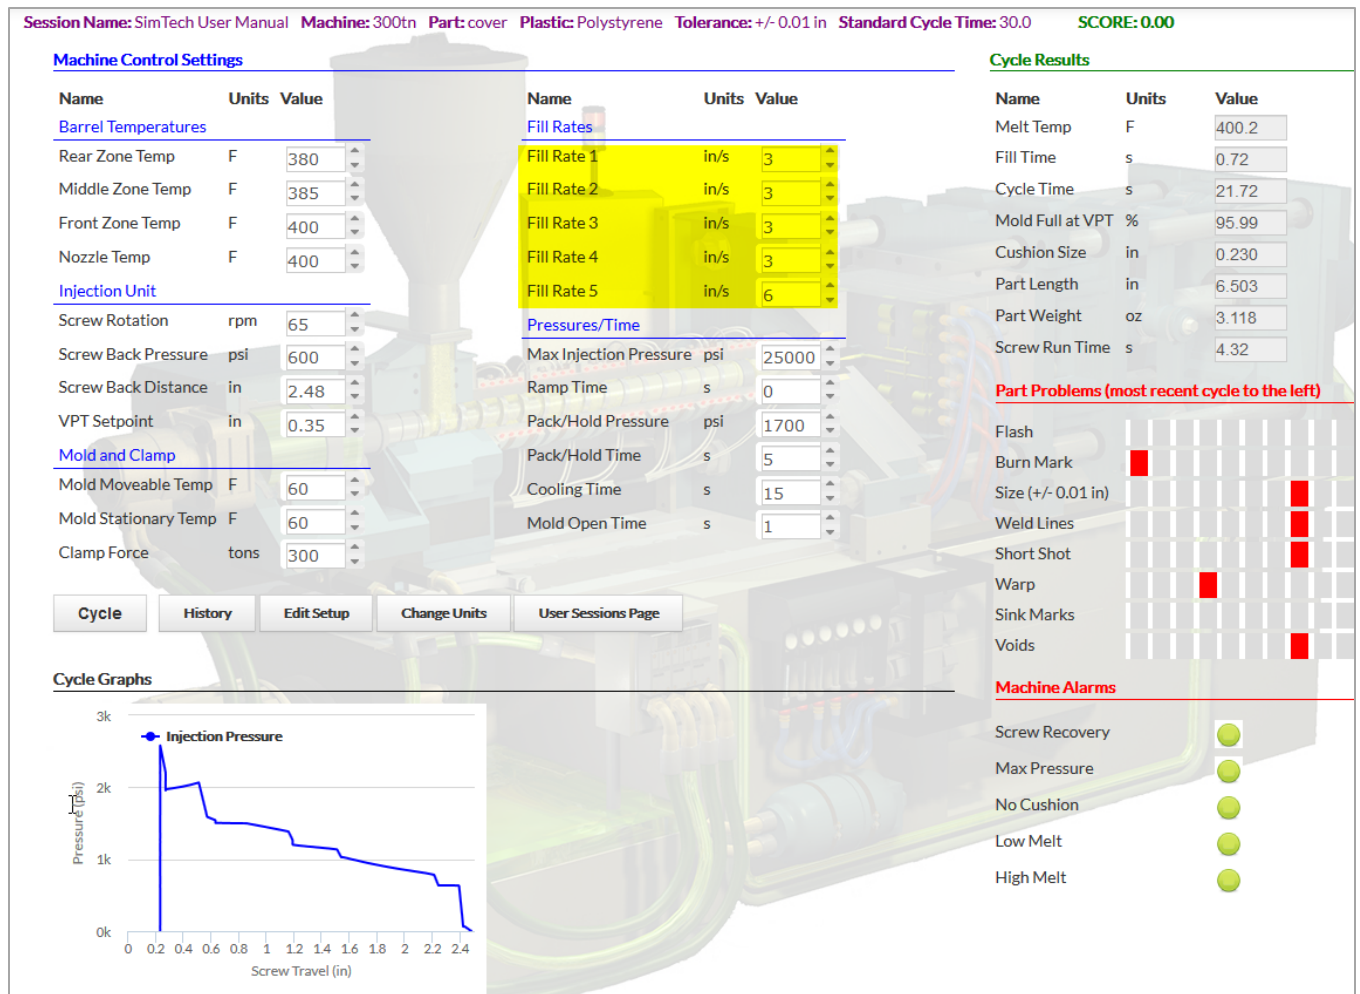 Session Name: SimTech User Manual Machine: 300tn Part: cover Plastic: Polystyrene Tolerance: +/- 0.01 in Standard Cycle Time: 30.0 SCORE: 0.00
Machine Control Settings
Name Units Value
Barrel Temperatures
Rear Zone Temp F 380
Middle Zone Temp F 385
Front Zone Temp F 400
Nozzle Temp F 400
Injection Unit
Screw Rotation rpm 65
Screw Back Pressure psi 600
Screw Back Distance in 2.48
VPT Setpoint in 0.35
Mold and Clamp
Mold Moveable Temp F 60
Mold Stationary Temp F 60
Clamp Force tons 300
Name Units Value
Fill Rates
Fill Rate 1 in/s 3
Fill Rate 2 in/s 3
Fill Rate 3 in/s 3
Fill Rate 4 in/s 3
Fill Rate 5 in/s 6
Pressures/Time
Max Injection Pressure psi 25000
Ramp Time s 0
Pack/Hold Pressure psi 1700
Pack/Hold Time s 5
Cooling Time s 15
Mold Open Time s 1
Cycle History Edit Setup Change Units User Sessions Page
Cycle Graphs
Injection Pressure
Pressure (psi)
3k
2k
1k
0k
0 0.2 0.4 0.6 0.8 1 1.2 1.4 1.6 1.8 2 2.2 2.4
Screw Travel (in)
Cycle Results
Name Units Value
Melt Temp F 400.2
Fill Time s 0.72
Cycle Time s 21.72
Mold Full at VPT % 95.99
Cushion Size in 0.230
Part Length in 6.503
Part Weight oz 3.118
Screw Run Time s 4.32
Part Problems (most recent cycle to the left)
Flash
Burn Mark
Size (+/- 0.01 in)
Weld Lines
Short Shot
Warp
Sink Marks
Voids
Machine Alarms
Screw Recovery
Max Pressure
No Cushion
Low Melt
High Melt